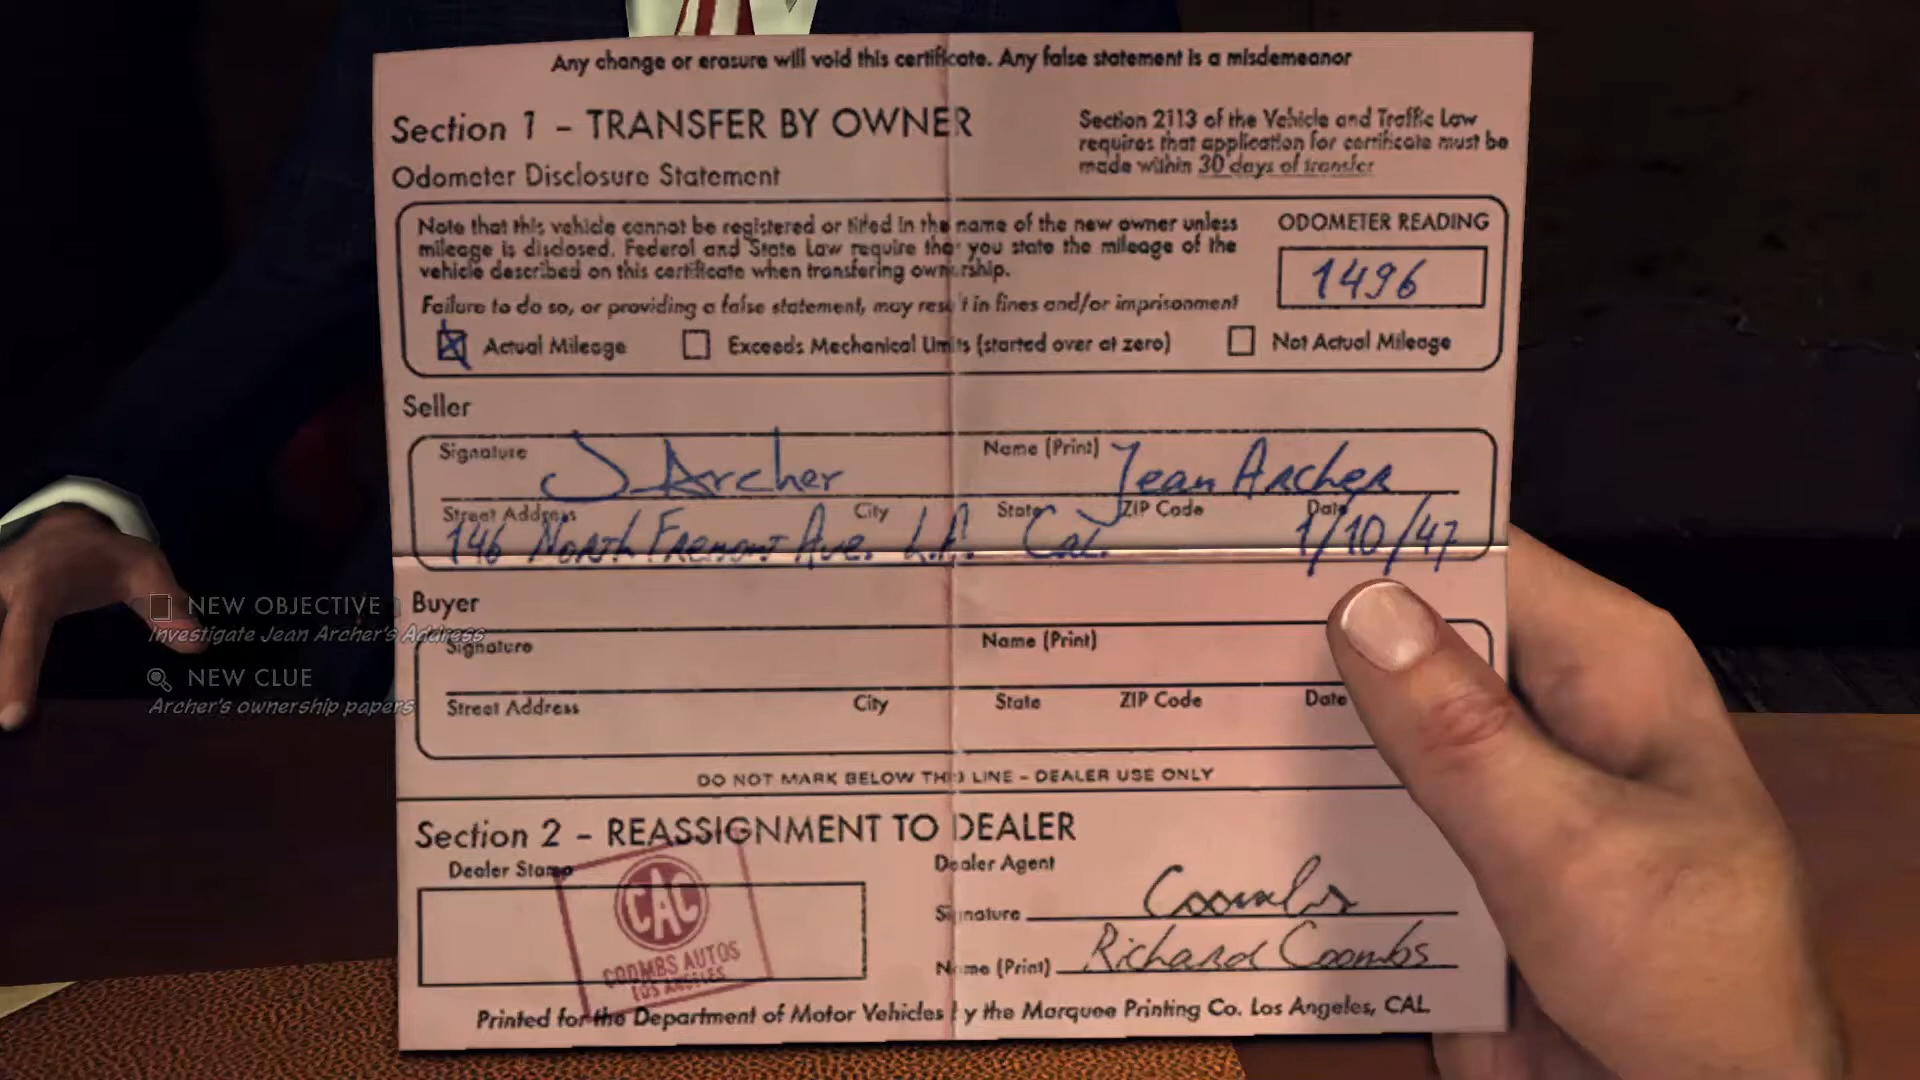 Any change or erasure will void this certificate. Any false statement is a misdemeanor
Section 1 - TRANSFER BY OWNER
Section 2113 of the Vehicle and Traffic Law
requires that application for certificate must be
made within 30 days of transfer
Odometer Disclosure Statement
Note that this vehicle cannot be registered or titled in the name of the new owner unless
mileage is disclosed. Federal and State Law require that you state the mileage of the
vehicle described on this certificate when transfering ownership.
Failure to do so, or providing a false statement, may result in fines and/or imprisonment
ODOMETER READING
1496
Actual Mileage
Exceeds Mechanical Limits (started over at zero)
Not Actual Mileage
Seller
Signature J Archer
Name (Print) Jean Archer
Street Address City State ZIP Code Date
146 North Fremont Ave. L.A. Cal. 1/10/47
NEW OBJECTIVE
Investigate Jean Archer's Address
NEW CLUE
Archer's ownership papers
Buyer
Signature Name (Print)
Street Address City State ZIP Code Date
DO NOT MARK BELOW THIS LINE - DEALER USE ONLY
Section 2 - REASSIGNMENT TO DEALER
Dealer Stamp
CAC
COOMBS AUTOS
LOS ANGELES
Dealer Agent
Signature Coombs
Name (Print) Richard Coombs
Printed for the Department of Motor Vehicles by the Marquee Printing Co. Los Angeles, CAL